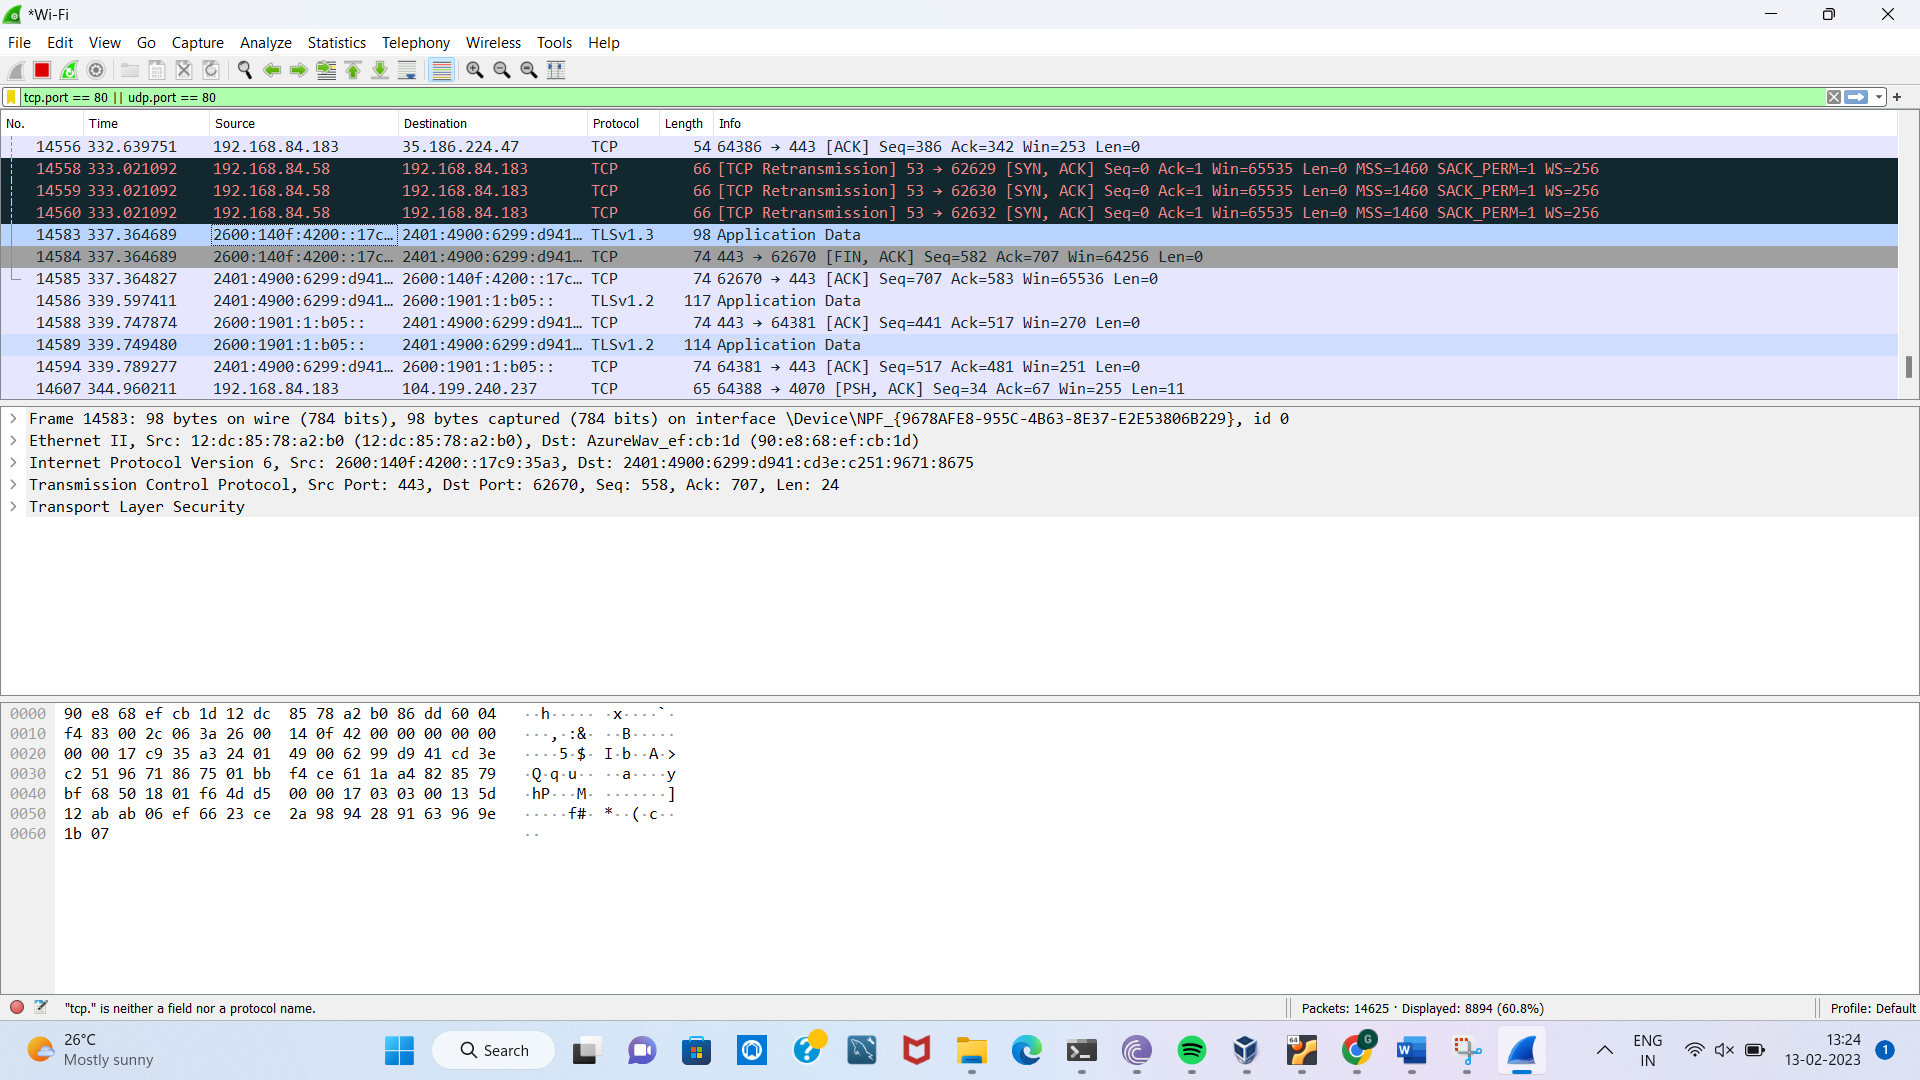 *Wi-Fi
File Edit View Go Capture Analyze Statistics Telephony Wireless Tools Help
tcp.port == 80 || udp.port == 80
No. Time Source Destination Protocol Length Info
14556 332.639751 192.168.84.183 35.186.224.47 TCP 54 64386 → 443 [ACK] Seq=386 Ack=342 Win=253 Len=0
14558 333.021092 192.168.84.58 192.168.84.183 TCP 66 [TCP Retransmission] 53 → 62629 [SYN, ACK] Seq=0 Ack=1 Win=65535 Len=0 MSS=1460 SACK_PERM=1 WS=256
14559 333.021092 192.168.84.58 192.168.84.183 TCP 66 [TCP Retransmission] 53 → 62630 [SYN, ACK] Seq=0 Ack=1 Win=65535 Len=0 MSS=1460 SACK_PERM=1 WS=256
14560 333.021092 192.168.84.58 192.168.84.183 TCP 66 [TCP Retransmission] 53 → 62632 [SYN, ACK] Seq=0 Ack=1 Win=65535 Len=0 MSS=1460 SACK_PERM=1 WS=256
14583 337.364689 2600:140f:4200::17c… 2401:4900:6299:d941… TLSv1.3 98 Application Data
14584 337.364689 2600:140f:4200::17c… 2401:4900:6299:d941… TCP 74 443 → 62670 [FIN, ACK] Seq=582 Ack=707 Win=64256 Len=0
14585 337.364827 2401:4900:6299:d941… 2600:140f:4200::17c… TCP 74 62670 → 443 [ACK] Seq=707 Ack=583 Win=65536 Len=0
14586 339.597411 2401:4900:6299:d941… 2600:1901:1:b05:: TLSv1.2 117 Application Data
14588 339.747874 2600:1901:1:b05:: 2401:4900:6299:d941… TCP 74 443 → 64381 [ACK] Seq=441 Ack=517 Win=270 Len=0
14589 339.749480 2600:1901:1:b05:: 2401:4900:6299:d941… TLSv1.2 114 Application Data
14594 339.789277 2401:4900:6299:d941… 2600:1901:1:b05:: TCP 74 64381 → 443 [ACK] Seq=517 Ack=481 Win=251 Len=0
14607 344.960211 192.168.84.183 104.199.240.237 TCP 65 64388 → 4070 [PSH, ACK] Seq=34 Ack=67 Win=255 Len=11
Frame 14583: 98 bytes on wire (784 bits), 98 bytes captured (784 bits) on interface \Device\NPF_{9678AFE8-955C-4B63-8E37-E2E53806B229}, id 0
Ethernet II, Src: 12:dc:85:78:a2:b0 (12:dc:85:78:a2:b0), Dst: AzureWav_ef:cb:1d (90:e8:68:ef:cb:1d)
Internet Protocol Version 6, Src: 2600:140f:4200::17c9:35a3, Dst: 2401:4900:6299:d941:cd3e:c251:9671:8675
Transmission Control Protocol, Src Port: 443, Dst Port: 62670, Seq: 558, Ack: 707, Len: 24
Transport Layer Security
0000 90 e8 68 ef cb 1d 12 dc 85 78 a2 b0 86 dd 60 04 ··h····· ·x····`·
0010 f4 83 00 2c 06 3a 26 00 14 0f 42 00 00 00 00 00 ···,·:&· ··B·····
0020 00 00 17 c9 35 a3 24 01 49 00 62 99 d9 41 cd 3e ····5·$· I·b··A·>
0030 c2 51 96 71 86 75 01 bb f4 ce 61 1a a4 82 85 79 ·Q·q·u·· ··a····y
0040 bf 68 50 18 01 f6 4d d5 00 00 17 03 03 00 13 5d ·hP···M· ·······]
0050 12 ab ab 06 ef 66 23 ce 2a 98 94 28 91 63 96 9e ·····f#· *··(·c··
0060 1b 07 ··
"tcp." is neither a field nor a protocol name. Packets: 14625 · Displayed: 8894 (60.8%) Profile: Default
26°C
Mostly sunny
Search
64
G
ENG
IN
13:24
13-02-2023
1